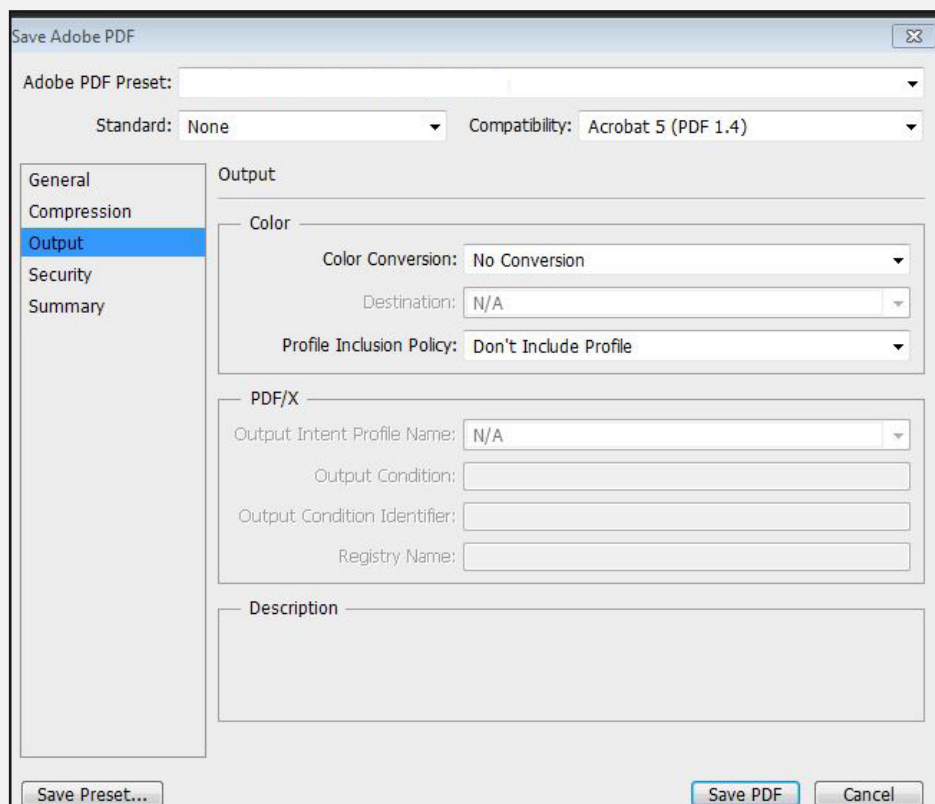 Save Adobe PDF
Adobe PDF Preset:
Standard: None Compatibility: Acrobat 5 (PDF 1.4)
General
Compression
Output
Security
Summary
Output
Color
Color Conversion: No Conversion
Destination: N/A
Profile Inclusion Policy: Don't Include Profile
PDF/X
Output Intent Profile Name: N/A
Output Condition:
Output Condition Identifier:
Registry Name:
Description
Save Preset... Save PDF Cancel